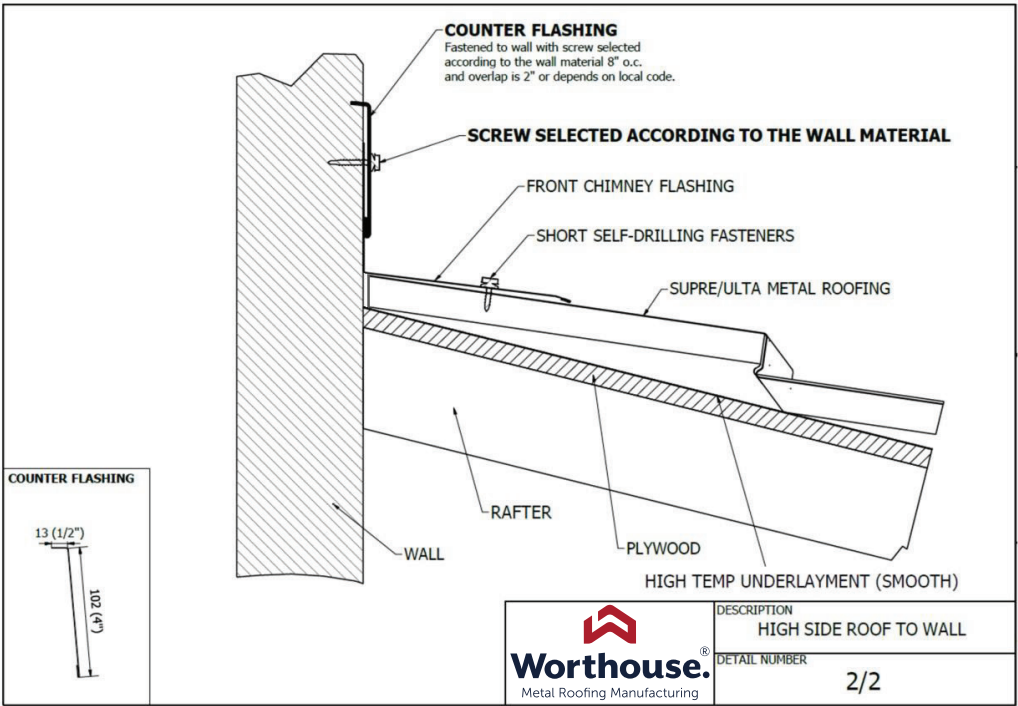 COUNTER FLASHING
Fastened to wall with screw selected
according to the wall material 8" o.c.
and overlap is 2" or depends on local code.
SCREW SELECTED ACCORDING TO THE WALL MATERIAL
FRONT CHIMNEY FLASHING
SHORT SELF-DRILLING FASTENERS
SUPRE/ULTA METAL ROOFING
COUNTER FLASHING
13 (1/2")
102 (4")
RAFTER
WALL
PLYWOOD
HIGH TEMP UNDERLAYMENT (SMOOTH)
Worthouse.®
Metal Roofing Manufacturing
DESCRIPTION
HIGH SIDE ROOF TO WALL
DETAIL NUMBER
2/2